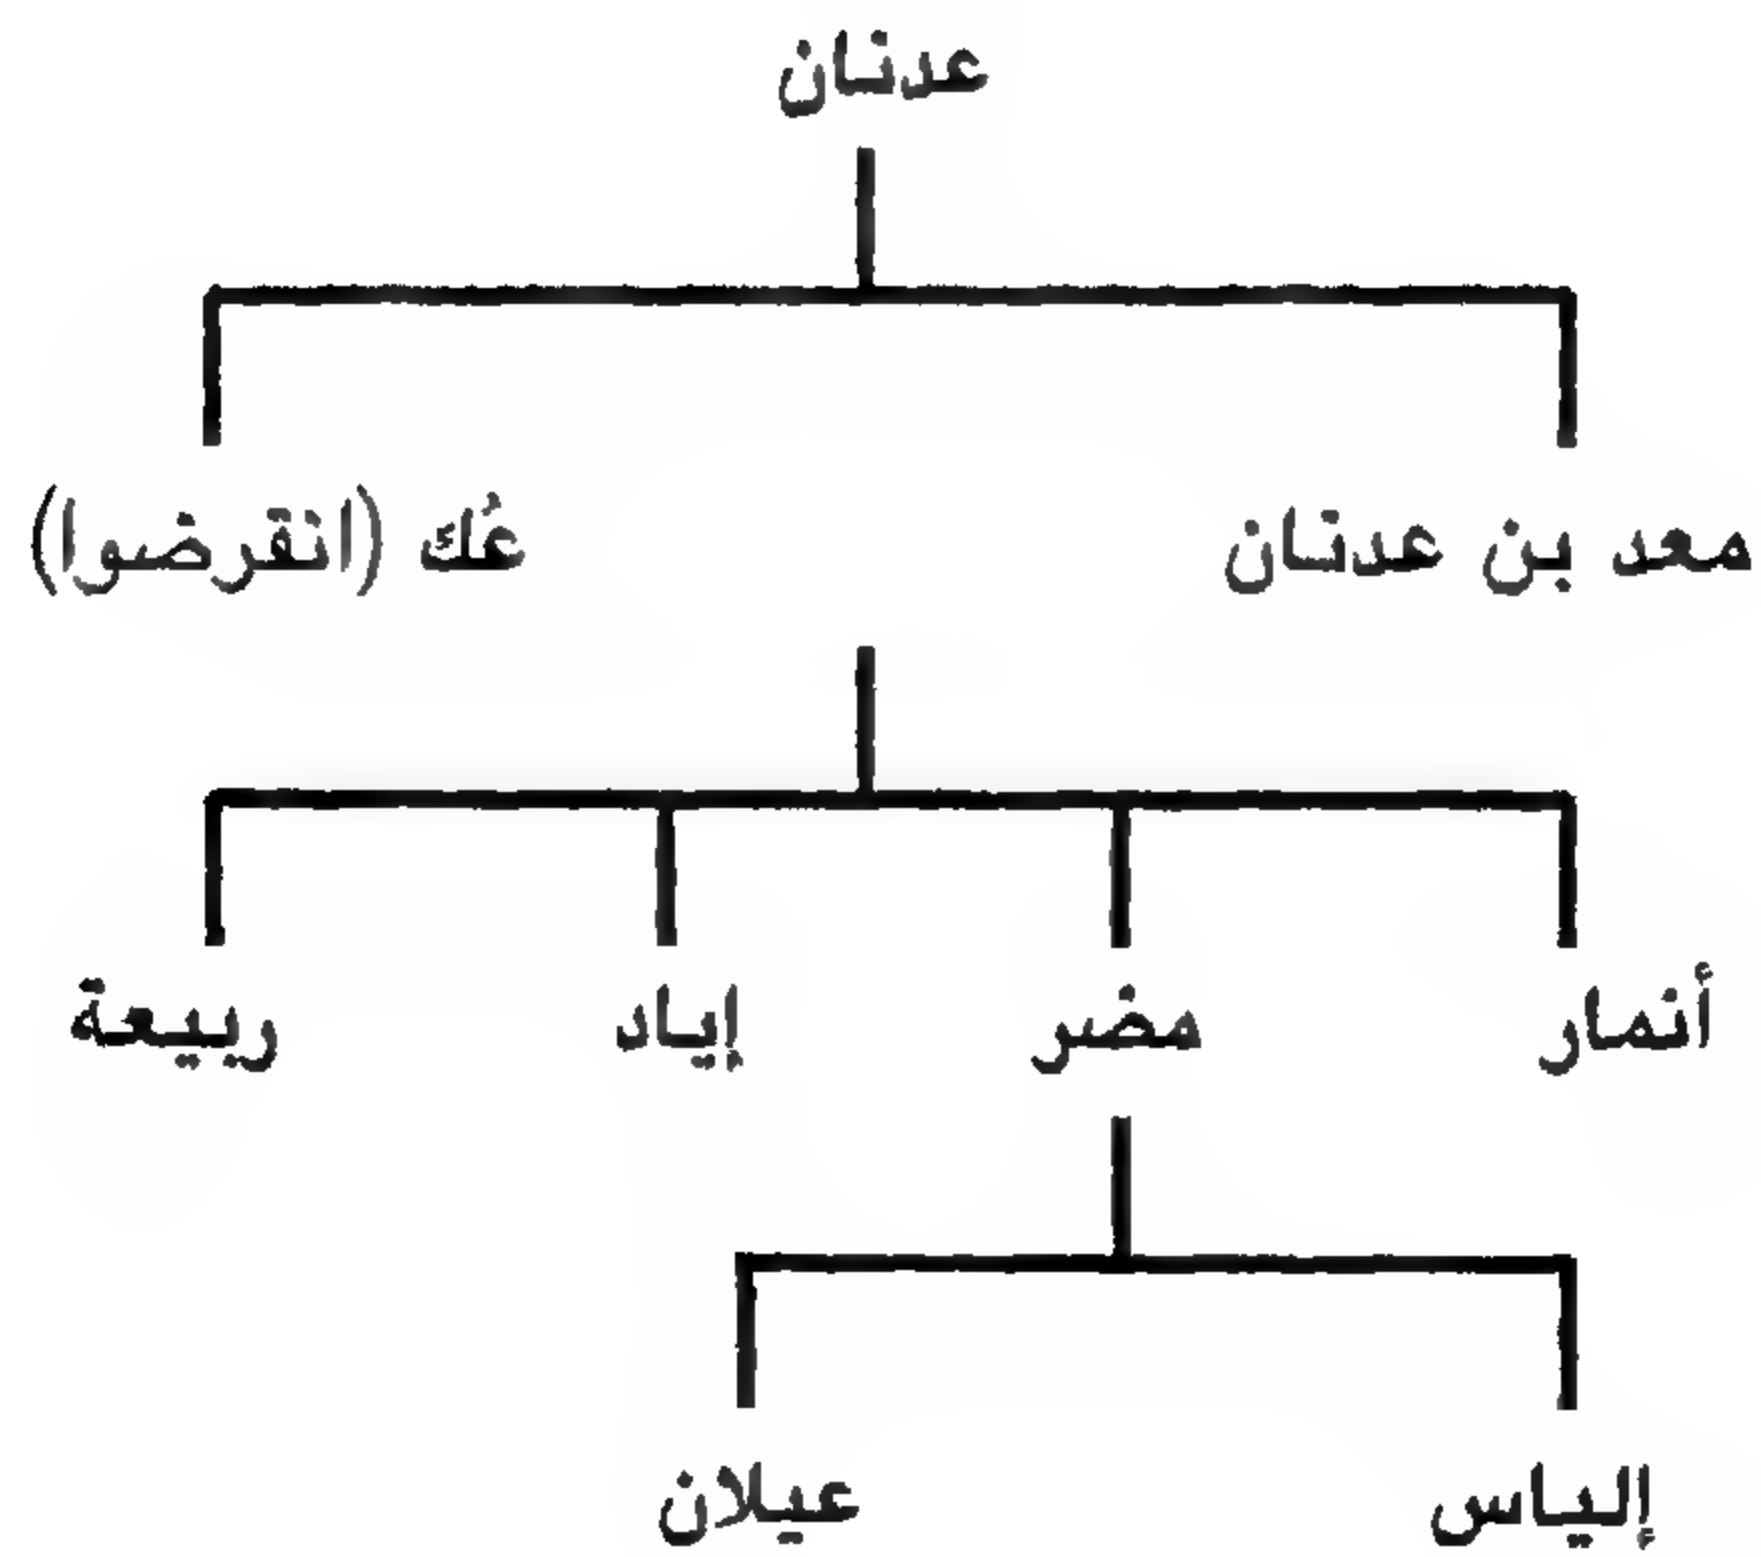 عدنان
معد بن عدنان عُك (انقرضوا)
أنمار مضر إياد ربيعة
إلياس عيلان